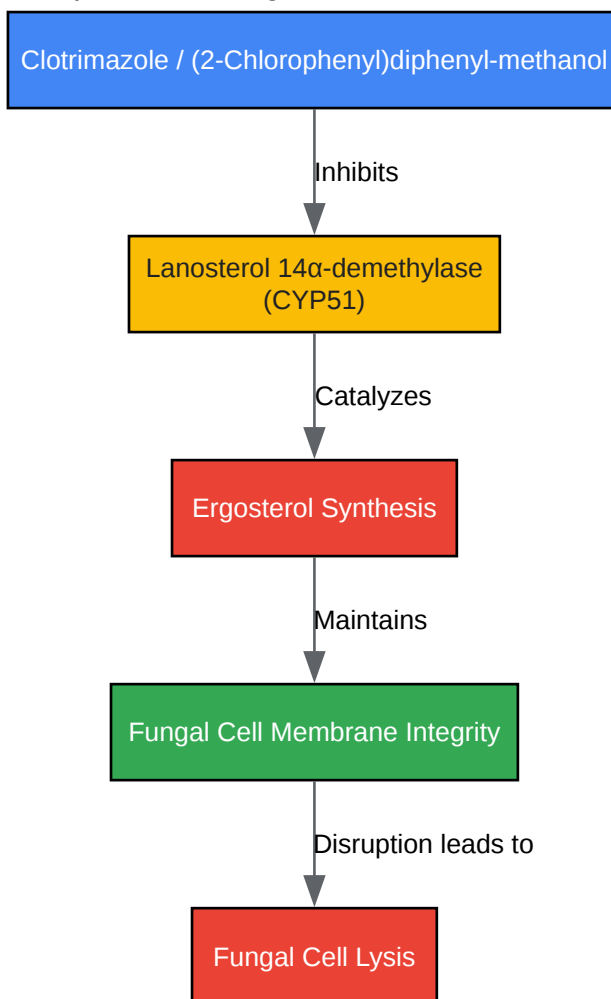 Clotrimazole / (2-Chlorophenyl)diphenyl-methanol
Inhibits
Lanosterol 14α-demethylase
(CYP51)
Catalyzes
Ergosterol Synthesis
Maintains
Fungal Cell Membrane Integrity
Disruption leads to
Fungal Cell Lysis